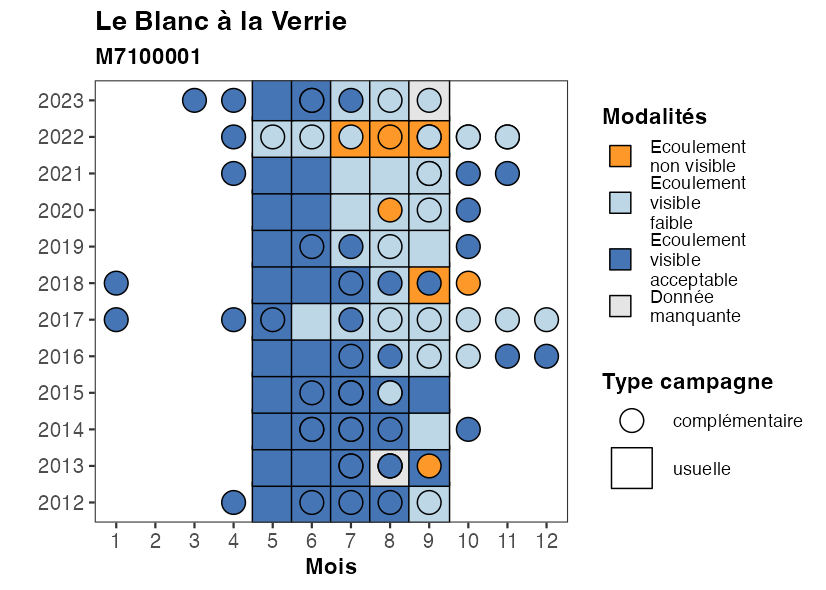 Le Blanc à la Verrie
M7100001
2023
2022
2021
2020
2019
2018
2017
2016
2015
2014
2013
2012
1 2 3 4 5 6 7 8 9 10 11 12
Mois
Modalités
Ecoulement
non visible
Ecoulement
visible
faible
Ecoulement
visible
acceptable
Donnée
manquante
Type campagne
complémentaire
usuelle